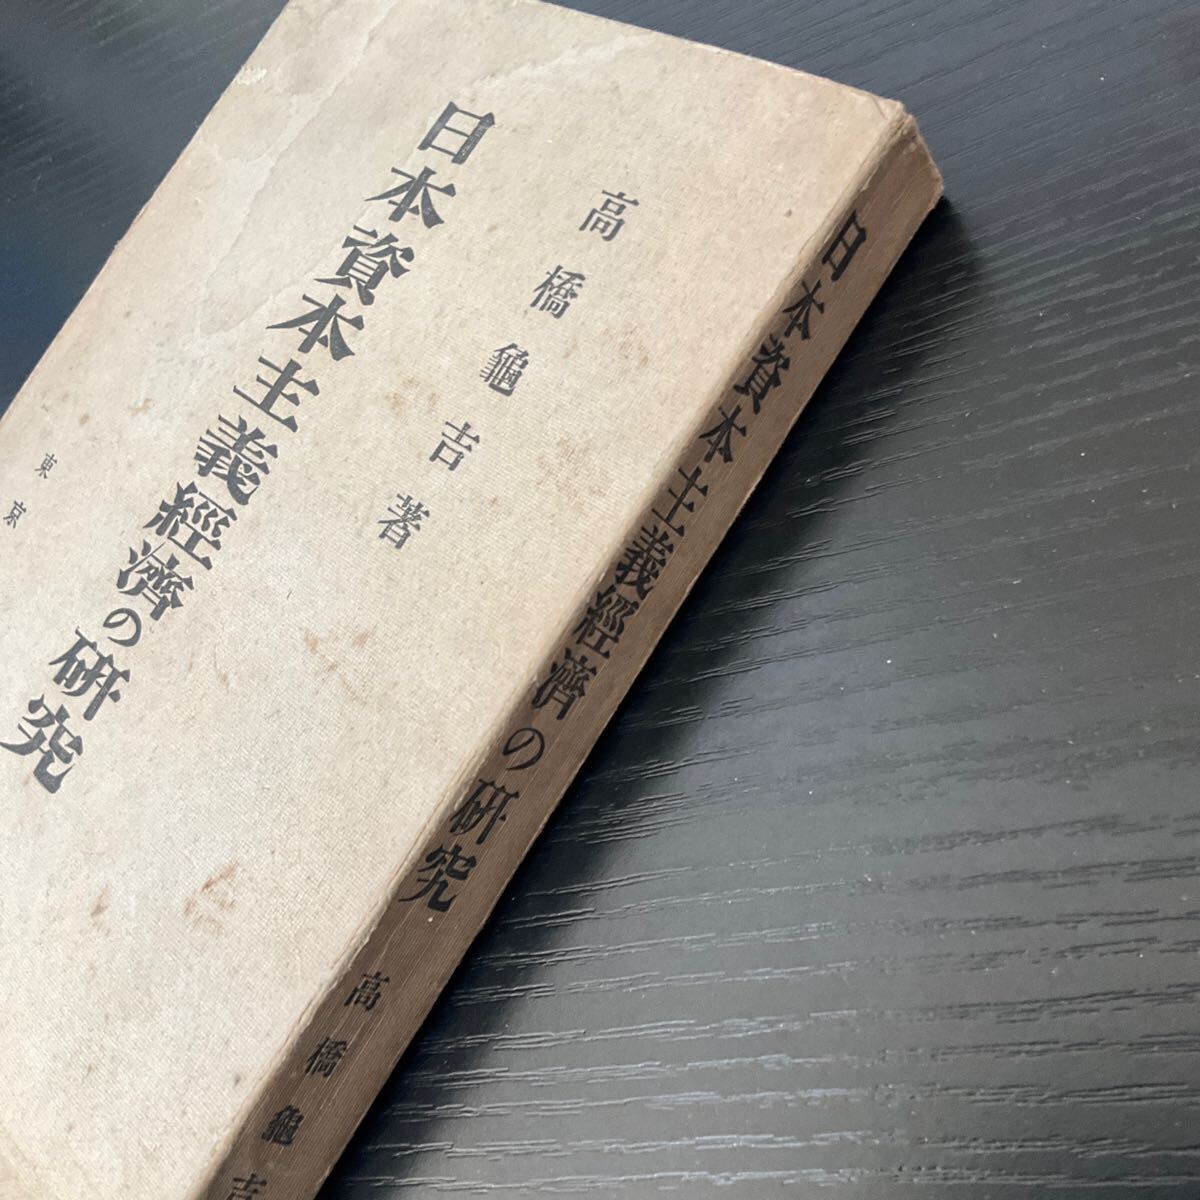 高橋龜吉著
日本資本主義經濟の研究
東京
日本資本主義經濟の研究
高橋龜吉